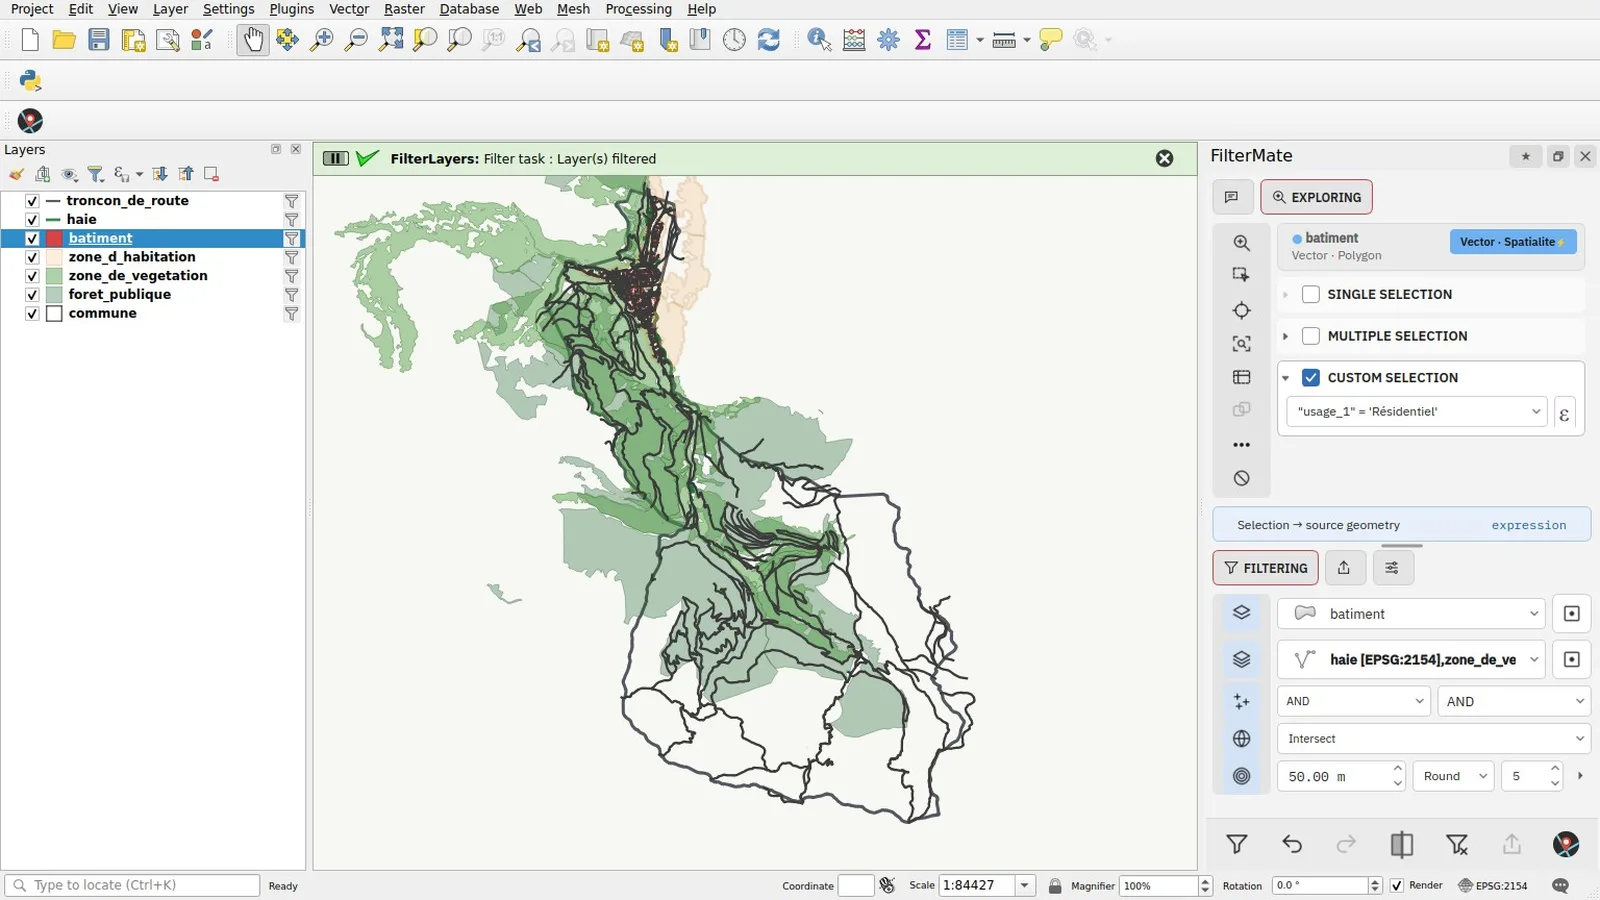 Project Edit View Layer Settings Plugins Vector Raster Database Web Mesh Processing Help
Layers
FilterLayers: Filter task : Layer(s) filtered
troncon_de_route
haie
batiment
zone_d_habitation
zone_de_vegetation
foret_publique
commune
FilterMate
EXPLORING
batiment
Vector · Polygon
Vector · Spatialite⚡
SINGLE SELECTION
MULTIPLE SELECTION
CUSTOM SELECTION
"usage_1" = 'Résidentiel'
ε
Selection → source geometry expression
FILTERING
batiment
haie [EPSG:2154],zone_de_ve
AND AND
Intersect
50.00 m Round 5
Type to locate (Ctrl+K) Ready Coordinate Scale 1:84427 Magnifier 100% Rotation 0.0 ° Render EPSG:2154